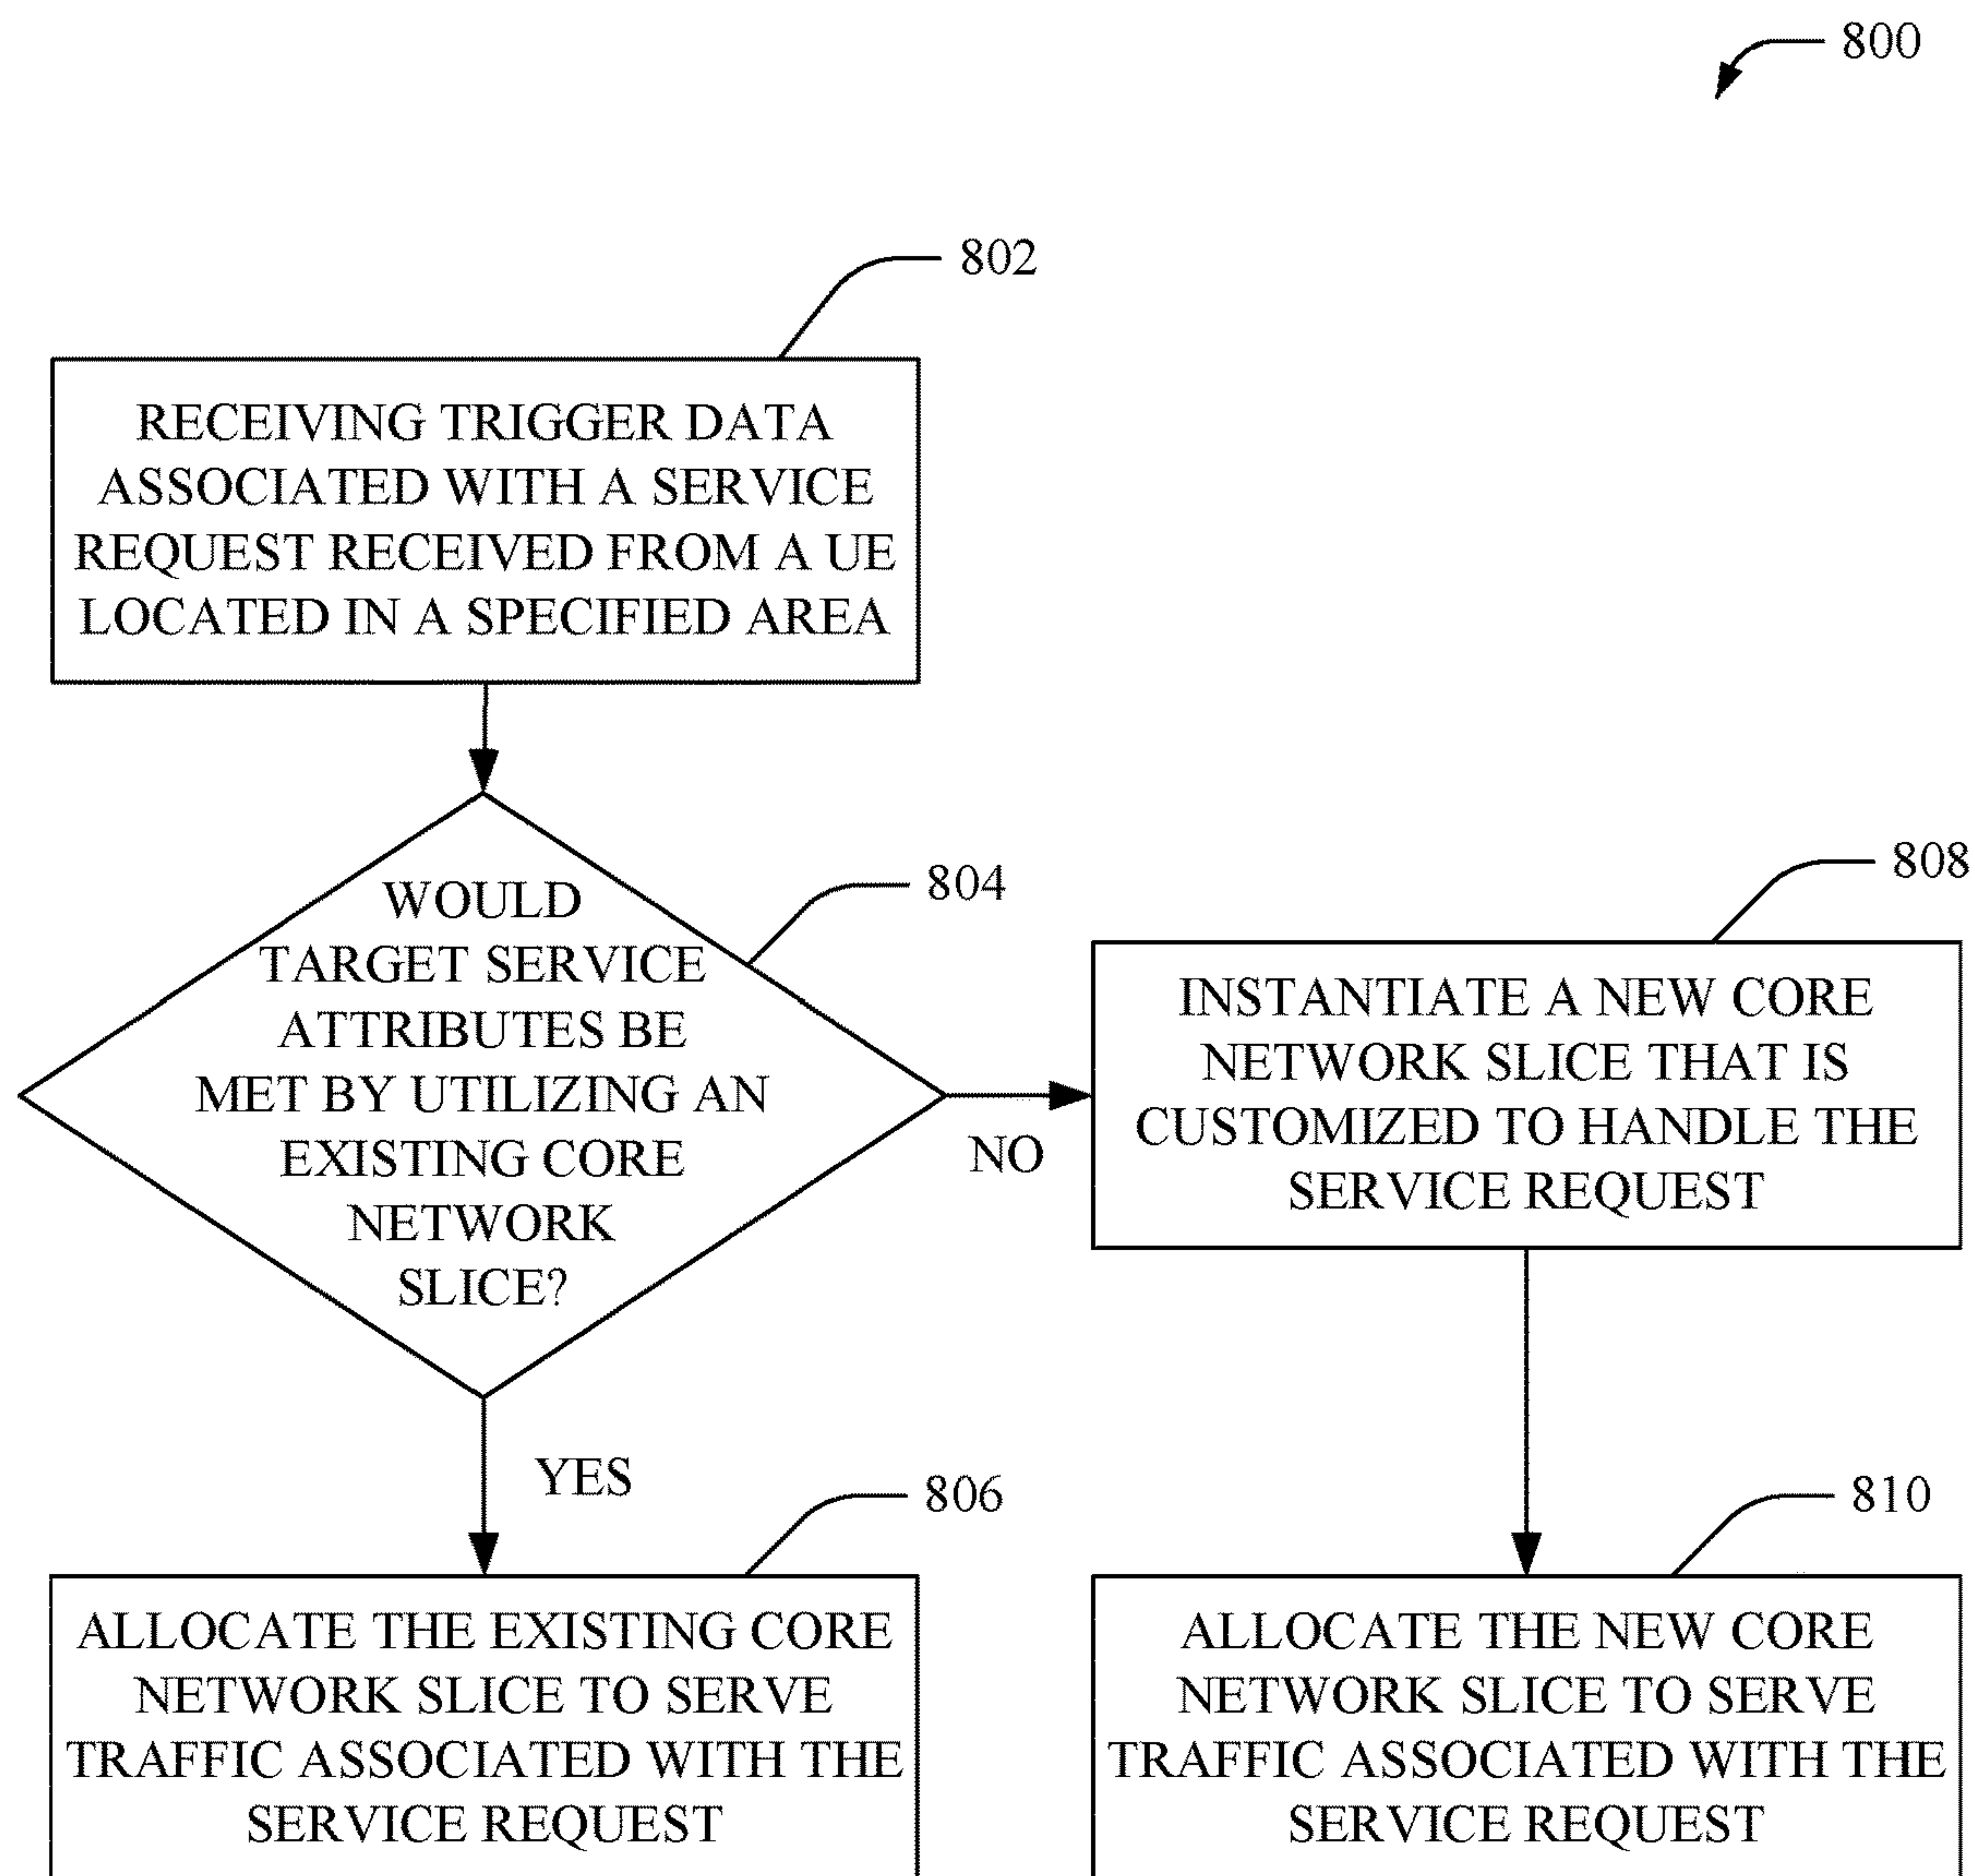 800
802
RECEIVING TRIGGER DATA
ASSOCIATED WITH A SERVICE
REQUEST RECEIVED FROM A UE
LOCATED IN A SPECIFIED AREA
804
WOULD
TARGET SERVICE
ATTRIBUTES BE
MET BY UTILIZING AN
EXISTING CORE
NETWORK
SLICE?
NO
808
INSTANTIATE A NEW CORE
NETWORK SLICE THAT IS
CUSTOMIZED TO HANDLE THE
SERVICE REQUEST
YES
806
ALLOCATE THE EXISTING CORE
NETWORK SLICE TO SERVE
TRAFFIC ASSOCIATED WITH THE
SERVICE REQUEST
810
ALLOCATE THE NEW CORE
NETWORK SLICE TO SERVE
TRAFFIC ASSOCIATED WITH THE
SERVICE REQUEST